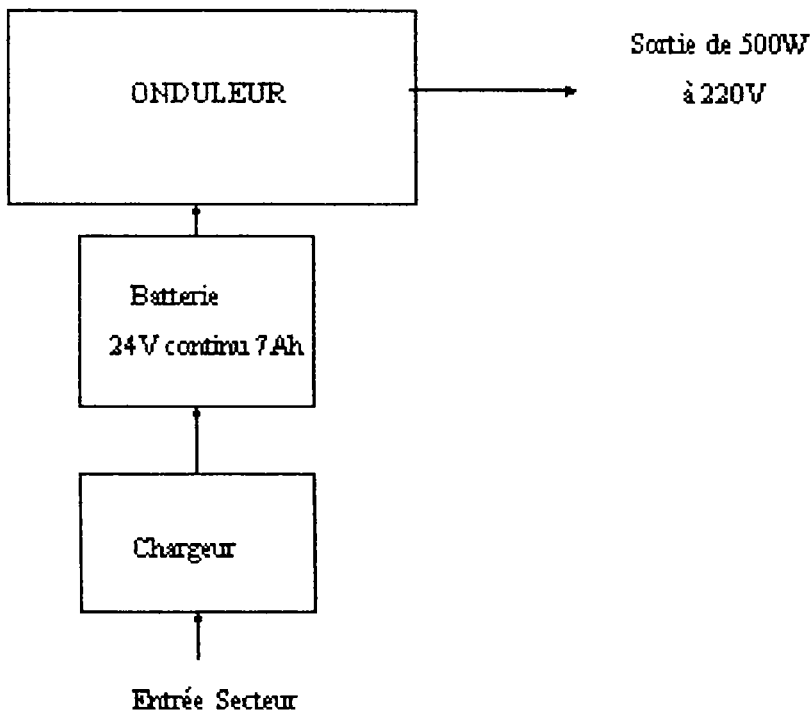 Sortie de 500W
à 220V
ONDULEUR
Batterie
24V continu 7Ah
Chargeur
Entrée Secteur